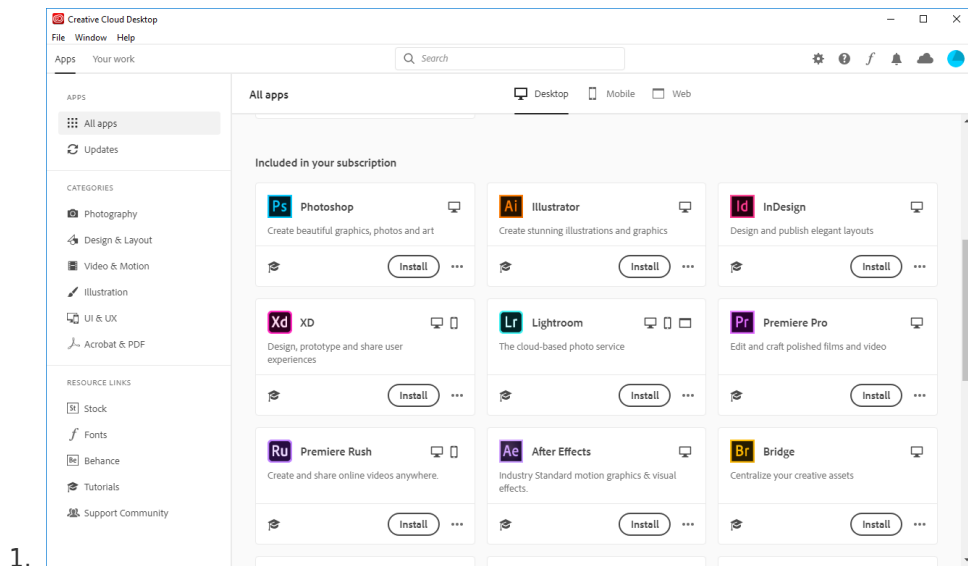 Creative Cloud Desktop
File Window Help
Apps Your work
Search
f
APPS
All apps
Updates
CATEGORIES
Photography
Design & Layout
Video & Motion
Illustration
UI & UX
Acrobat & PDF
RESOURCE LINKS
St Stock
f Fonts
Be Behance
Tutorials
Support Community
All apps
Desktop Mobile Web
Included in your subscription
Ps Photoshop
Create beautiful graphics, photos and art
Install
Ai Illustrator
Create stunning illustrations and graphics
Install
Id InDesign
Design and publish elegant layouts
Install
Xd XD
Design, prototype and share user
experiences
Install
Lr Lightroom
The cloud-based photo service
Install
Pr Premiere Pro
Edit and craft polished films and video
Install
Ru Premiere Rush
Create and share online videos anywhere.
Install
Ae After Effects
Industry Standard motion graphics & visual
effects.
Install
Br Bridge
Centralize your creative assets
Install
1.